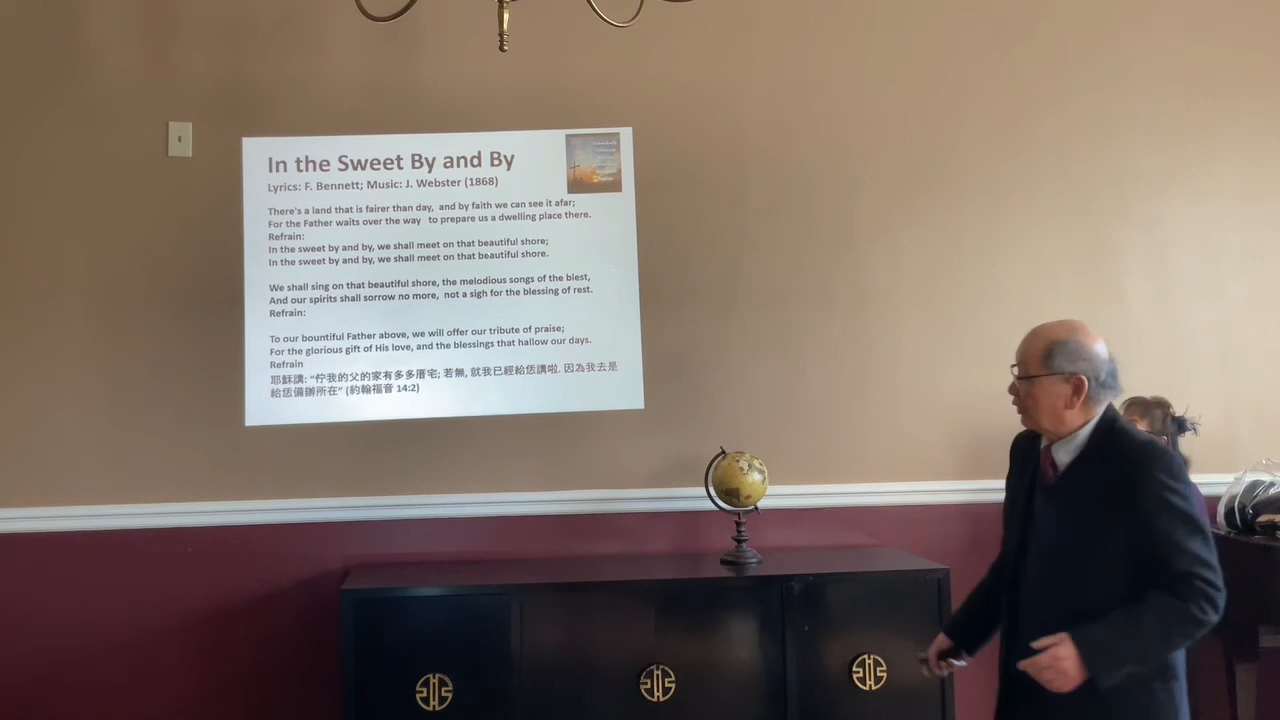 In the Sweet By and By
Lyrics: F. Bennett; Music: J. Webster (1868)
There's a land that is fairer than day, and by faith we can see it afar;
For the Father waits over the way to prepare us a dwelling place there.
Refrain:
In the sweet by and by, we shall meet on that beautiful shore;
In the sweet by and by, we shall meet on that beautiful shore.
We shall sing on that beautiful shore, the melodious songs of the blest,
And our spirits shall sorrow no more, not a sigh for the blessing of rest.
Refrain:
To our bountiful Father above, we will offer our tribute of praise;
For the glorious gift of His love, and the blessings that hallow our days.
Refrain
耶穌講: “佇我的父的家有多多厝宅; 若無, 就我已經給恁講啦. 因為我去是
給恁備辦所在” (約翰福音 14:2)